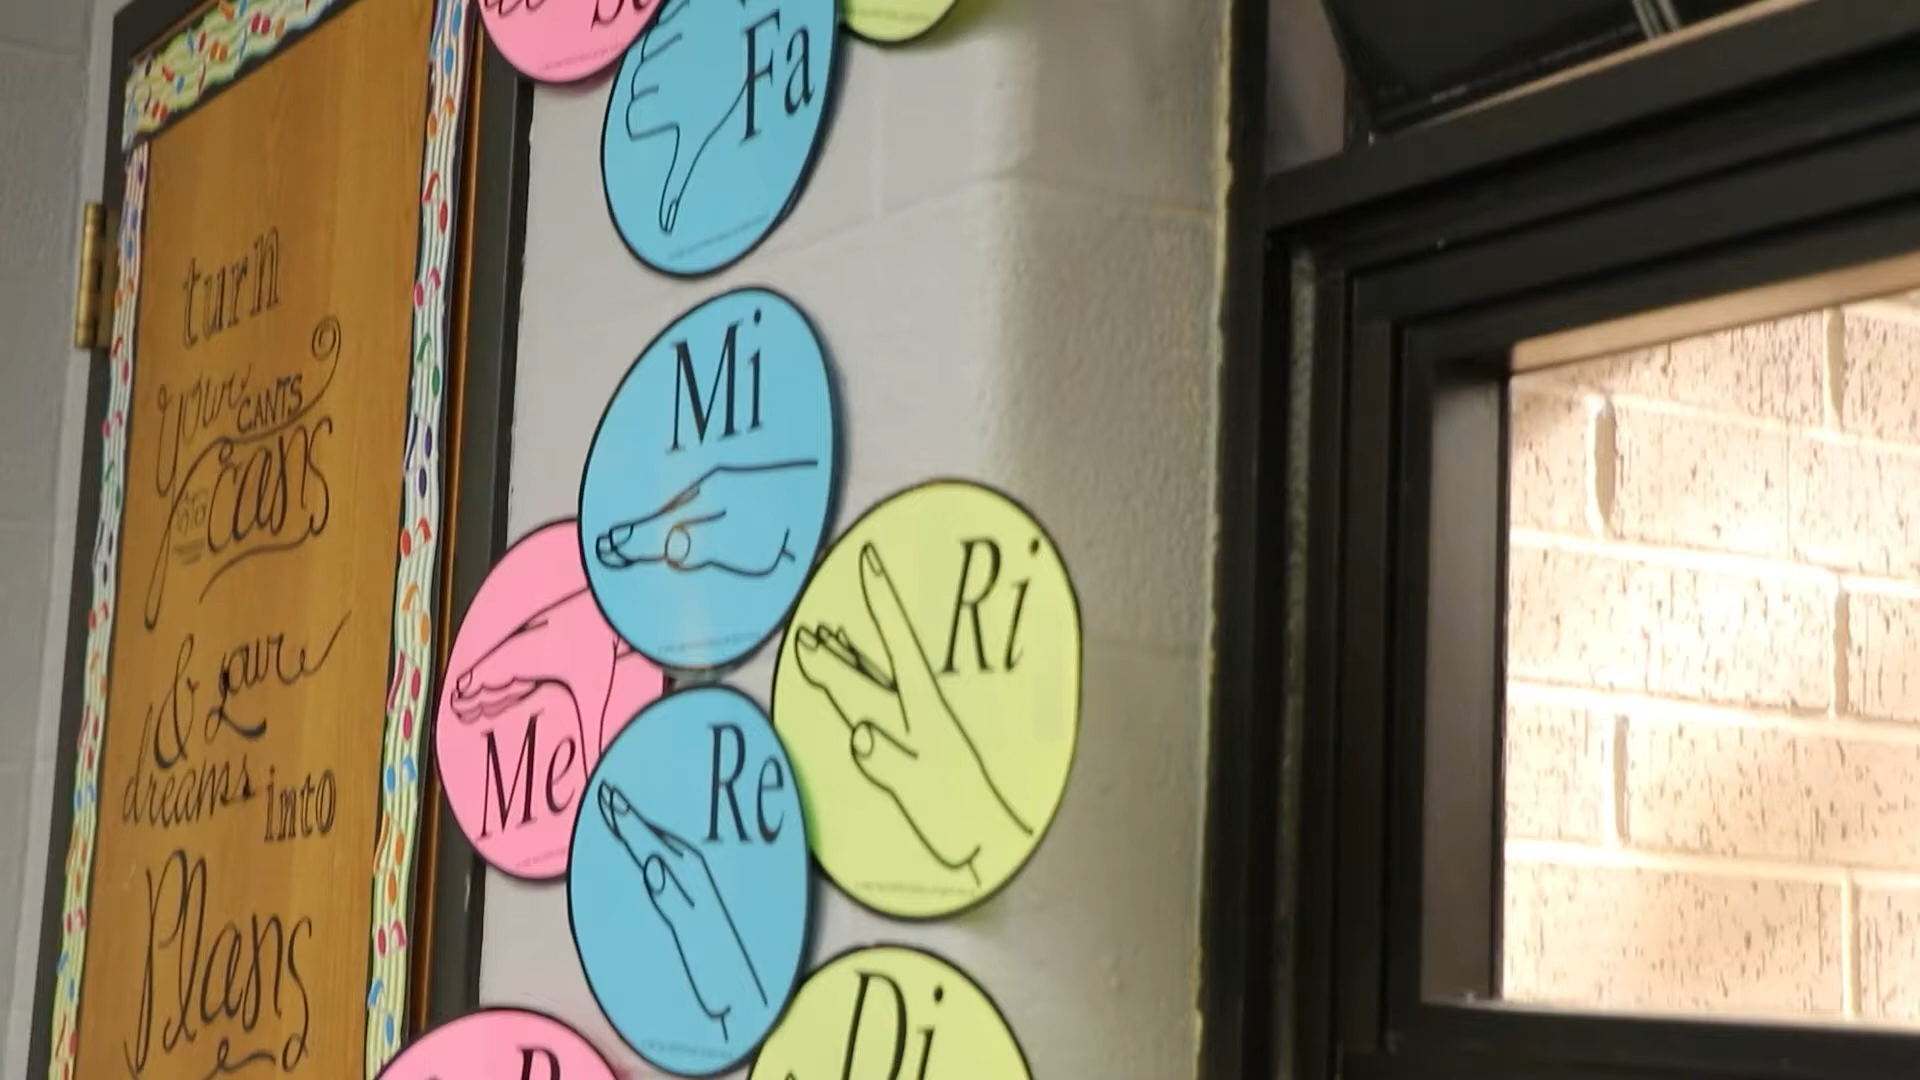 turn
your CANTS
into cans
& your
dreams into
Plans
Fa
Mi
Ri
Me
Re
Di